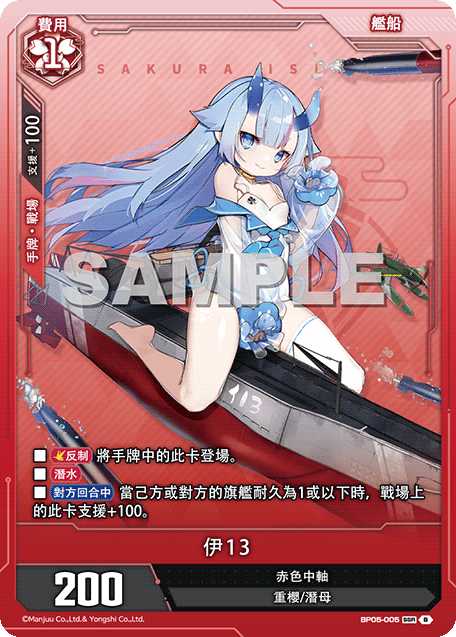 費用
1
艦船
SAKURA ISL
支援+100
手牌・戰場
SAMPLE
113
■ 反制 將手牌中的此卡登場。
■ 潛水
■ 對方回合中 當己方或對方的旗艦耐久為1或以下時，戰場上
的此卡支援+100。
伊13
200
赤色中軸
重櫻/潛母
©Manjuu Co.,Ltd.& Yongshi Co.,Ltd.
BP05-005 SSR B